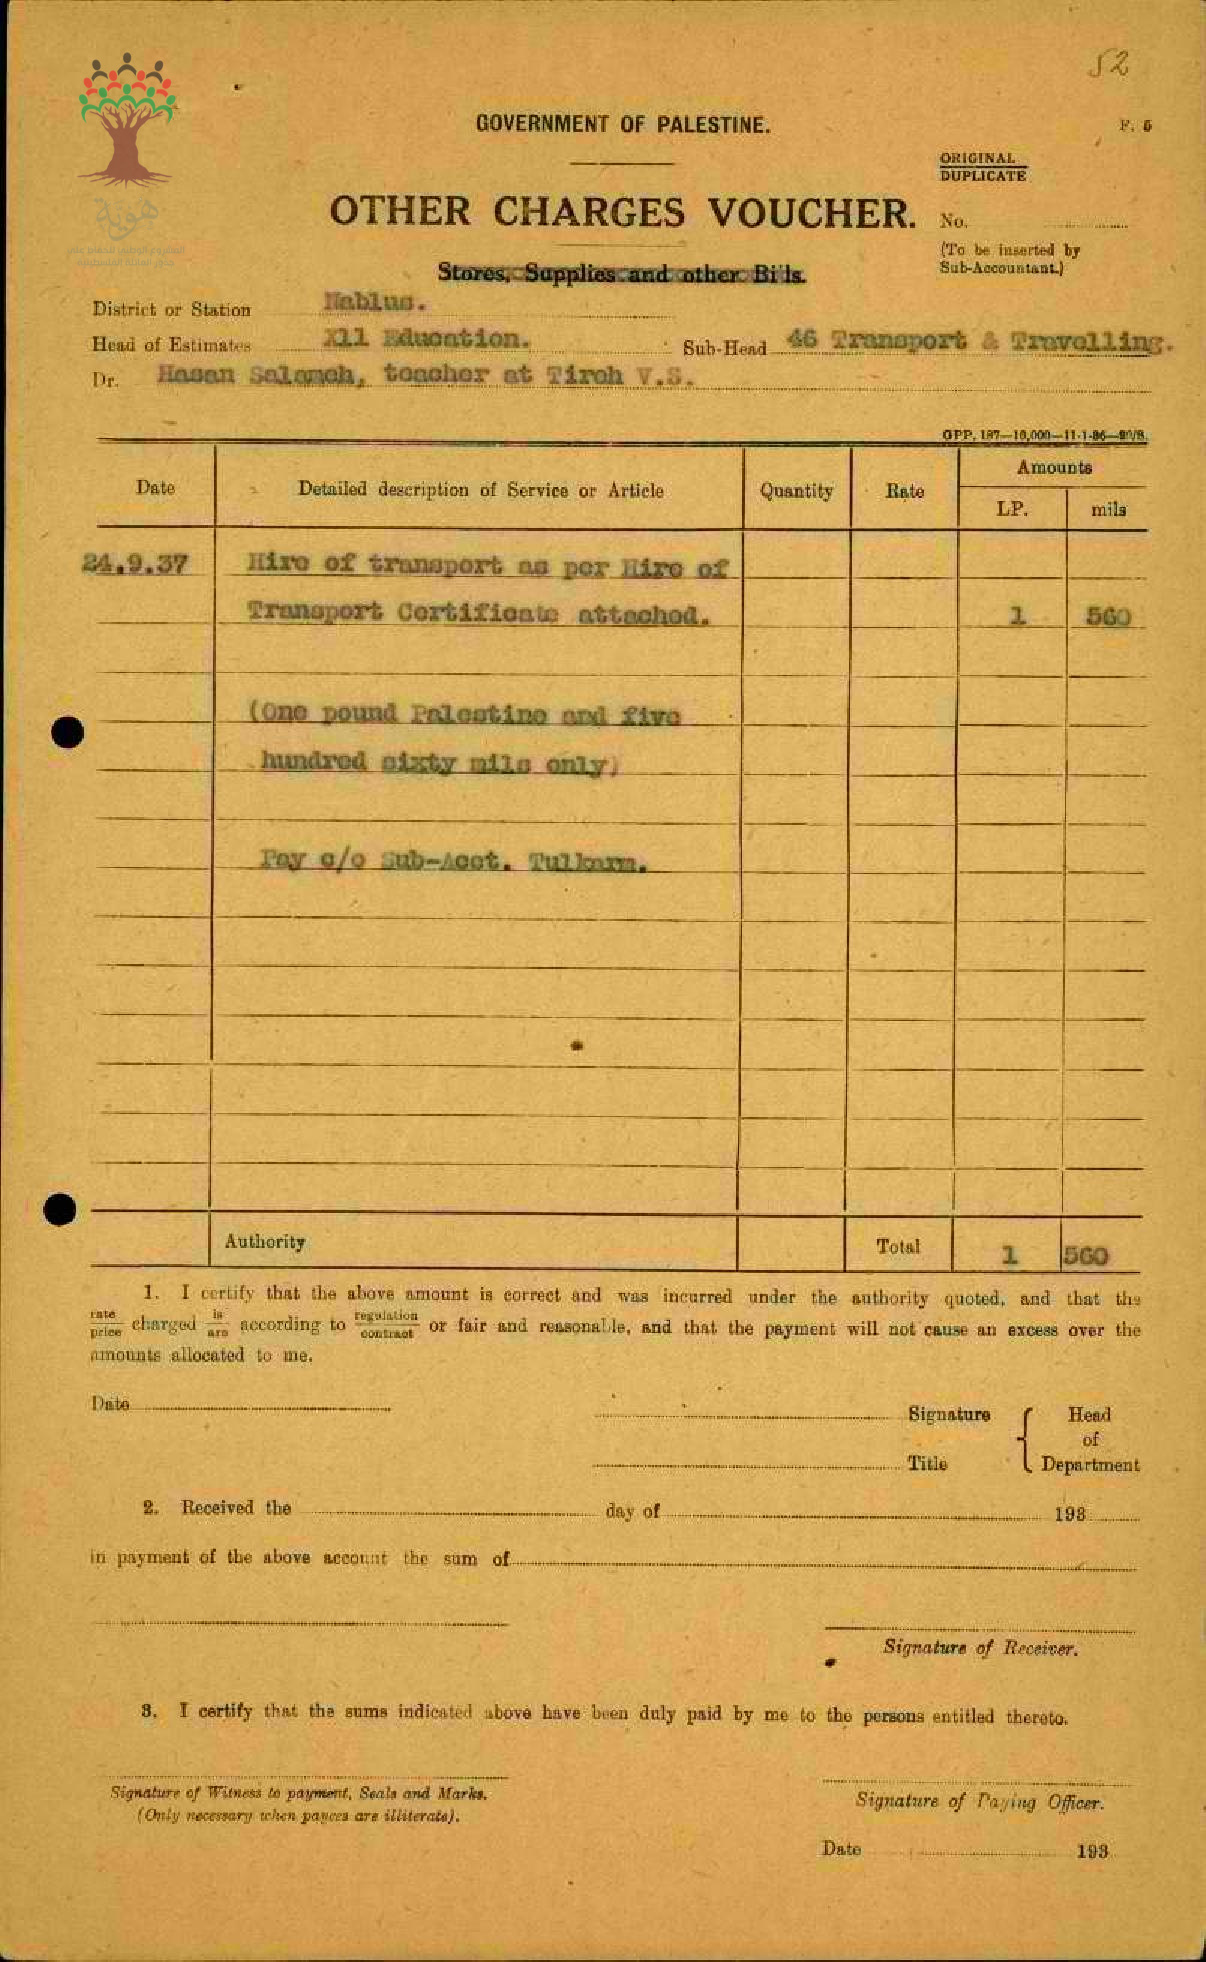 52
GOVERNMENT OF PALESTINE.
F. 5
ORIGINAL
DUPLICATE
OTHER CHARGES VOUCHER.
No.
(To be inserted by
Sub-Accountant.)
Stores, Supplies and other Bills.
District or Station Nablus.
Head of Estimates X11 Education. Sub-Head 46 Transport & Travelling.
Dr. Hasan Salameh, teacher at Tireh V.S.
GPP. 187—10,000—11-1-36—90/S.
Date Detailed description of Service or Article Quantity Rate Amounts
LP. mils
24.9.37 Hire of transport as per Hire of
Transport Certificate attached. 1 560
(One pound Palestine and five
hundred sixty mils only)
Pay c/o Sub-Acct. Tulkarm.
Authority Total 1 560
1. I certify that the above amount is correct and was incurred under the authority quoted, and that the
rate/price charged is/are according to regulation/contract or fair and reasonable, and that the payment will not cause an excess over the
amounts allocated to me.
Date
Signature Head
of
Title Department
2. Received the day of 193
in payment of the above account the sum of
Signature of Receiver.
3. I certify that the sums indicated above have been duly paid by me to the persons entitled thereto.
Signature of Witness to payment, Seals and Marks.
(Only necessary when payees are illiterate).
Signature of Paying Officer.
Date 193
هوية